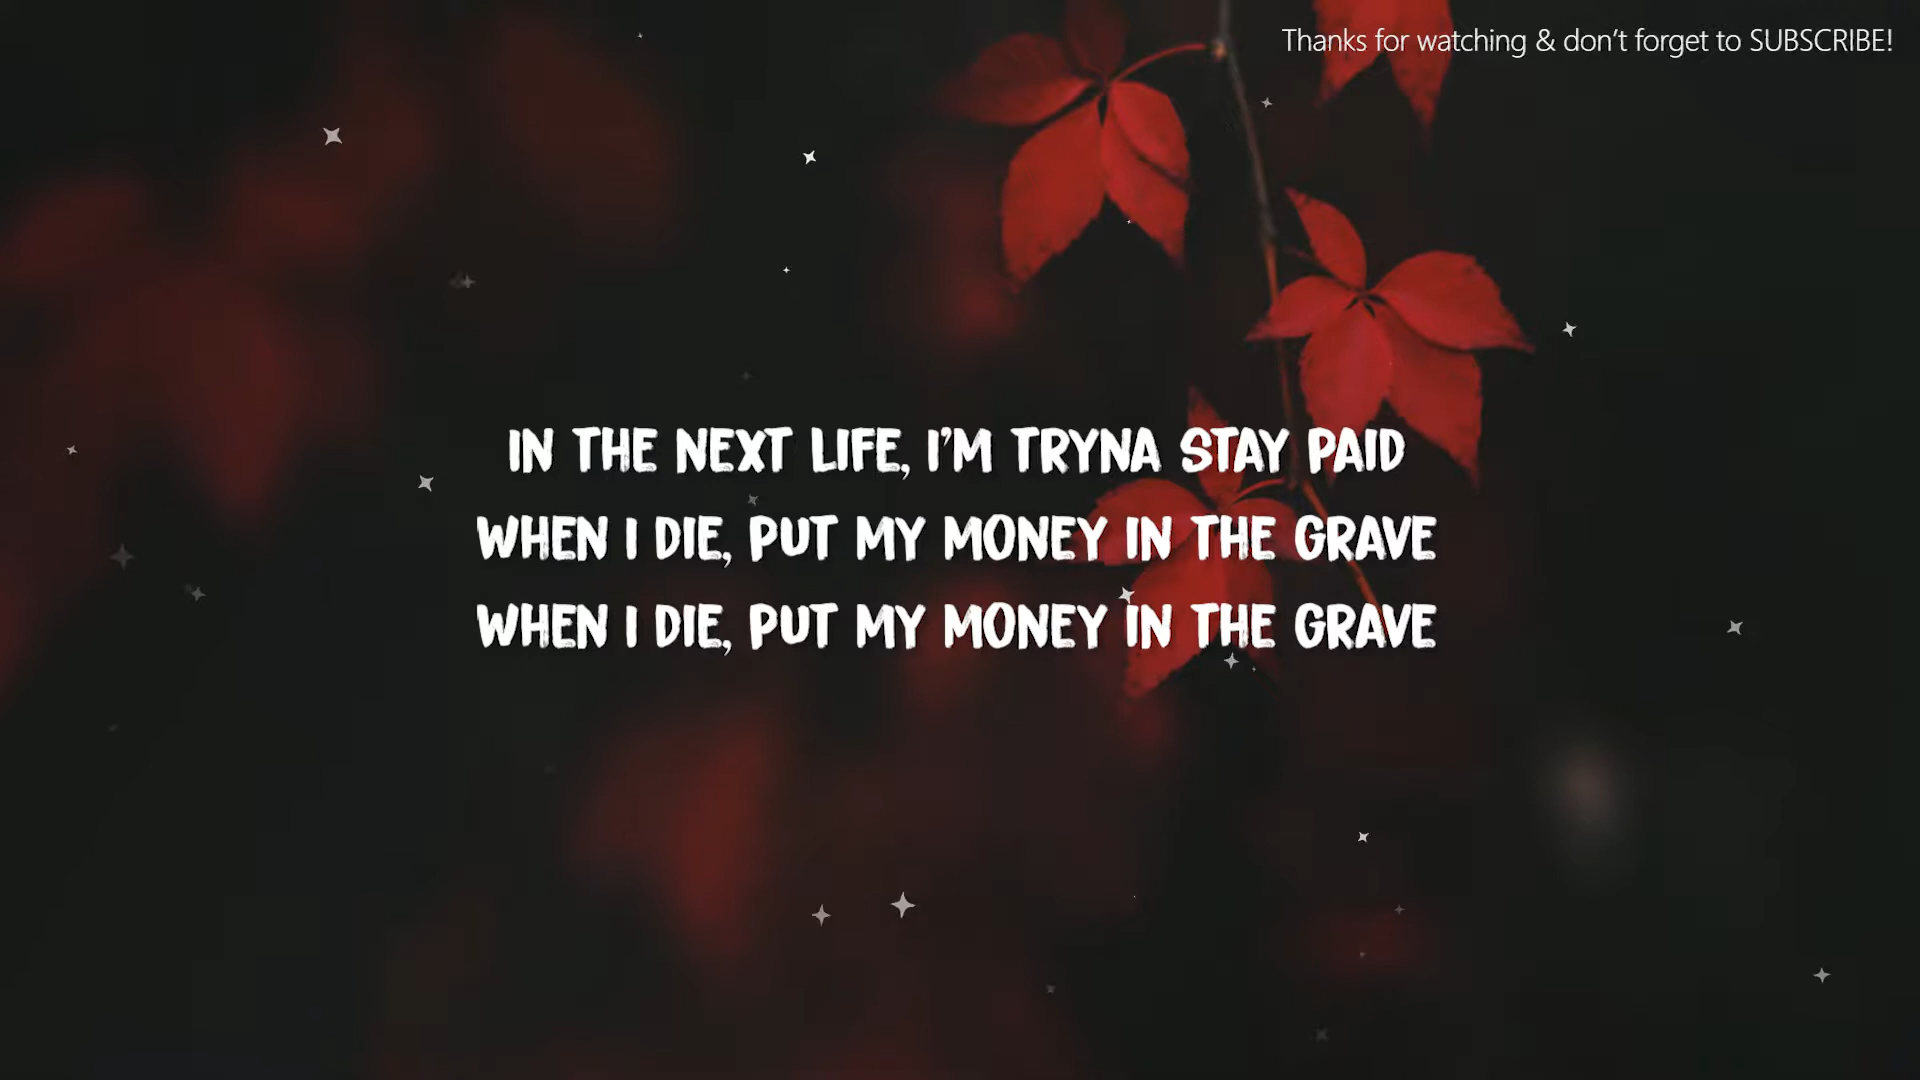 Thanks for watching & don't forget to SUBSCRIBE!
IN THE NEXT LIFE, I'M TRYNA STAY PAID
WHEN I DIE, PUT MY MONEY IN THE GRAVE
WHEN I DIE, PUT MY MONEY IN THE GRAVE